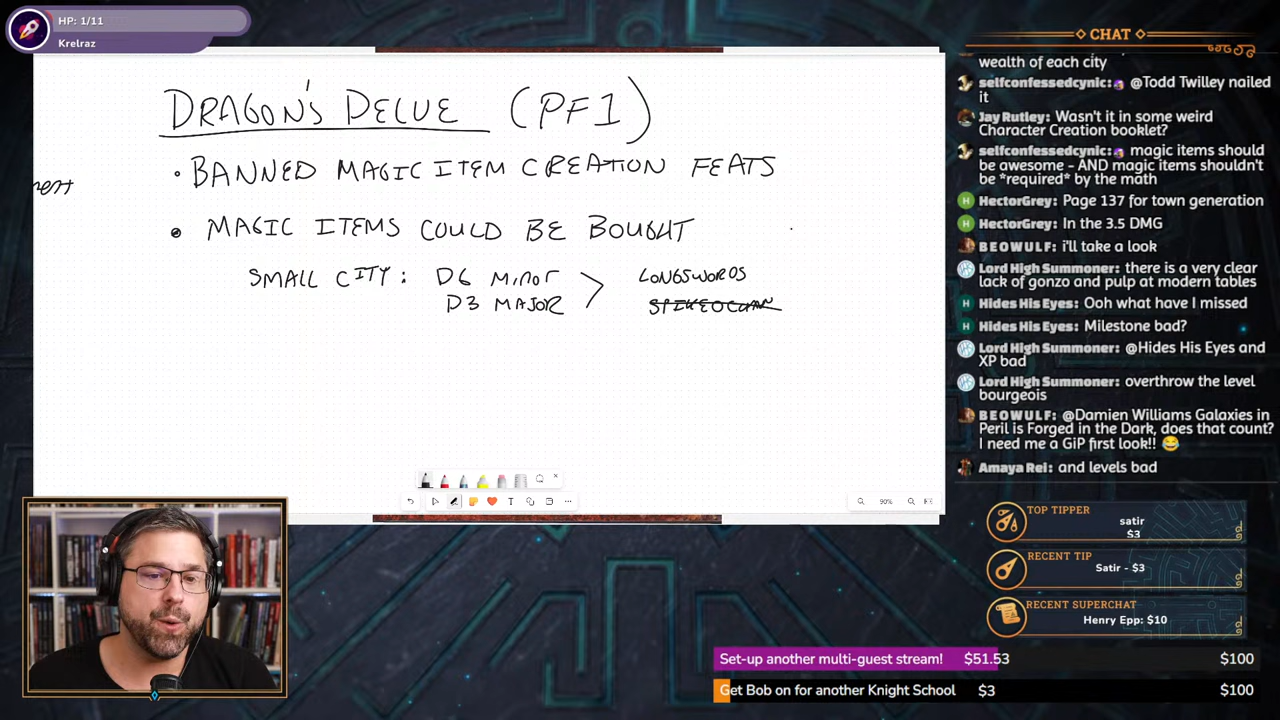 HP: 1/11
Krelraz
DRAGON'S DELVE (PF1)
• BANNED MAGIC ITEM CREATION FEATS
• MAGIC ITEMS COULD BE BOUGHT
SMALL CITY: D6 MINOR > LONGSWORDS
D3 MAJOR
CHAT
wealth of each city
selfconfessedcynic: @Todd Twilley nailed
it
Jay Rutley: Wasn't it in some weird
Character Creation booklet?
selfconfessedcynic: magic items should
be awesome - AND magic items shouldn't
be *required* by the math
HectorGrey: Page 137 for town generation
HectorGrey: In the 3.5 DMG
BEOWULF: i'll take a look
Lord High Summoner: there is a very clear
lack of gonzo and pulp at modern tables
Hides His Eyes: Ooh what have I missed
Hides His Eyes: Milestone bad?
Lord High Summoner: @Hides His Eyes and
XP bad
Lord High Summoner: overthrow the level
bourgeois
BEOWULF: @Damien Williams Galaxies in
Peril is Forged in the Dark, does that count?
I need me a GiP first look!! 😂
Amaya Rei: and levels bad
90%
TOP TIPPER
satir
$3
RECENT TIP
Satir - $3
RECENT SUPERCHAT
Henry Epp: $10
Set-up another multi-guest stream! $51.53 $100
Get Bob on for another Knight School $3 $100